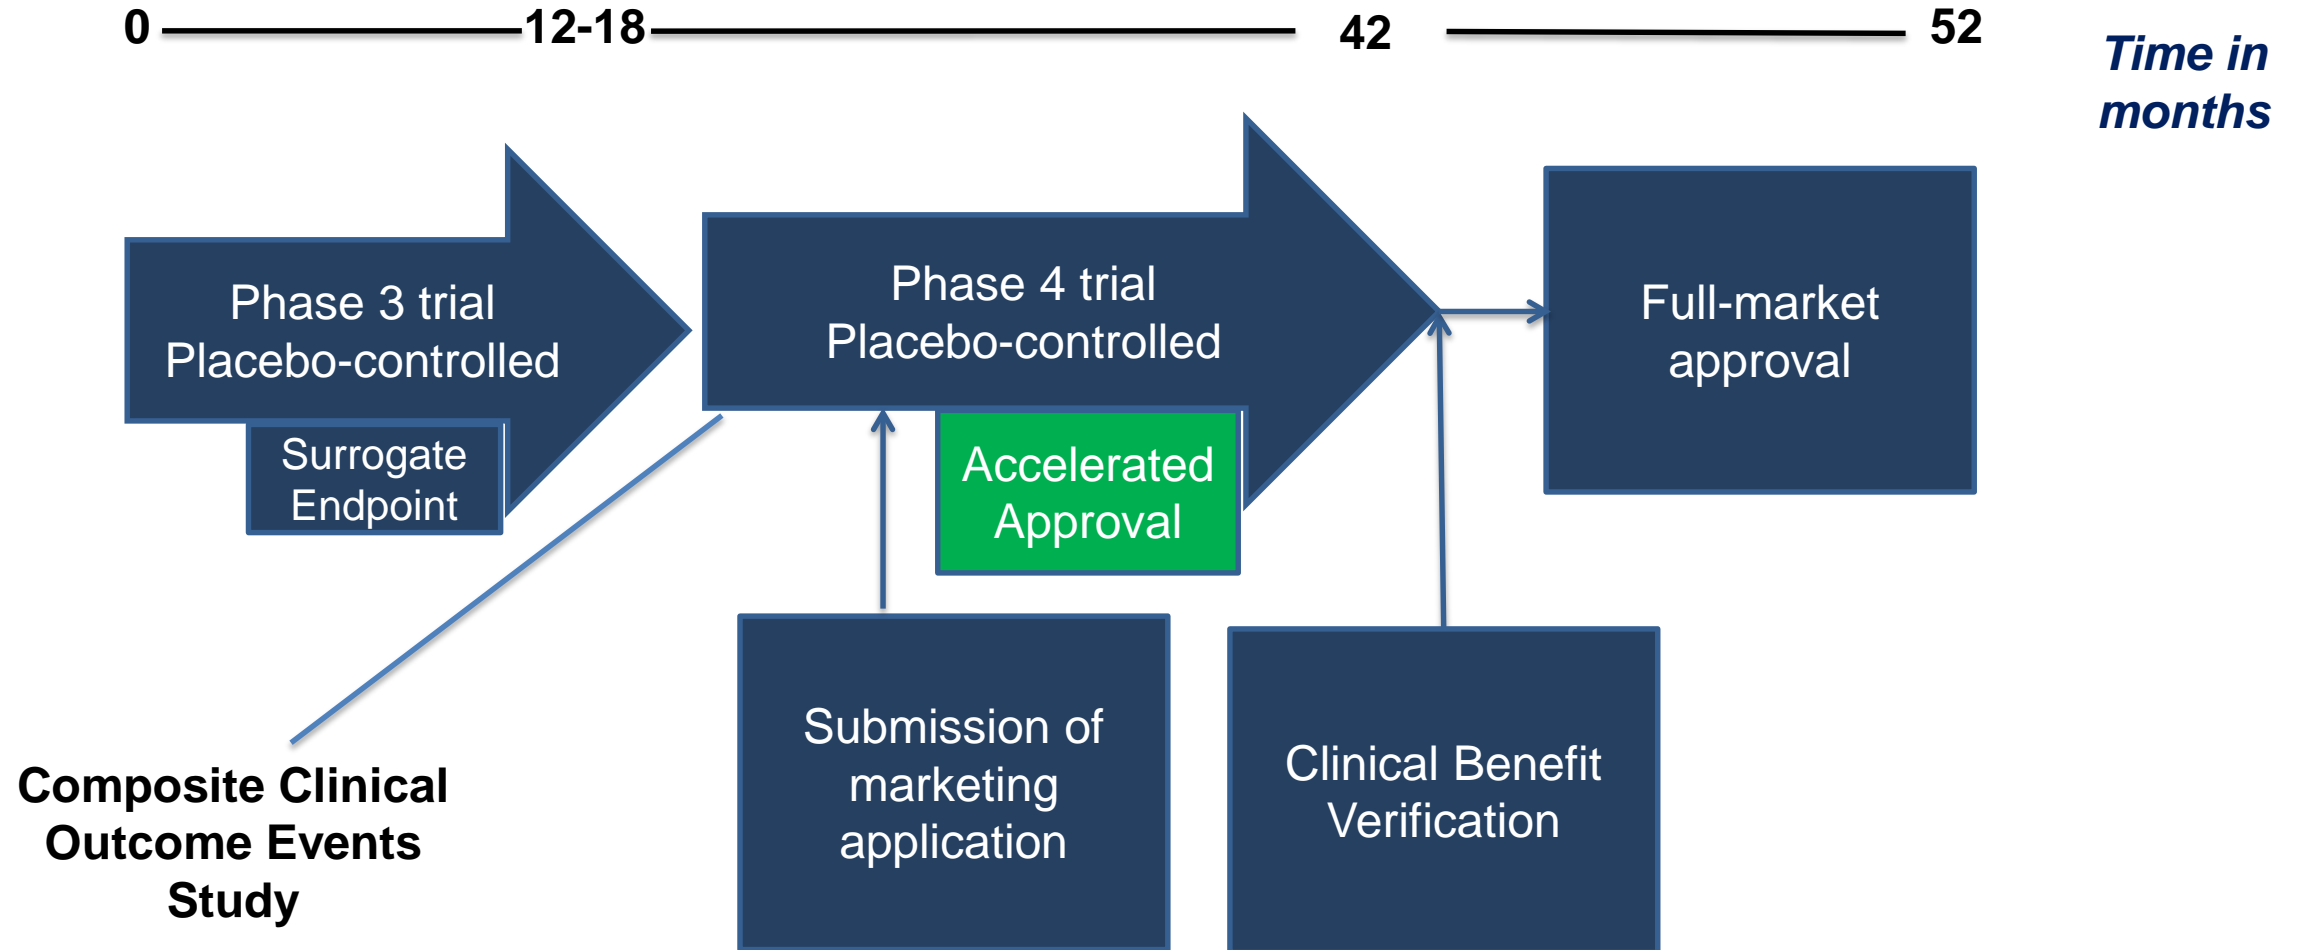 0
12-18
42
52
Time in
months
Phase 3 trial
Placebo-controlled
Surrogate
Endpoint
Phase 4 trial
Placebo-controlled
Accelerated
Approval
Full-market
approval
Composite Clinical
Outcome Events
Study
Submission of
marketing
application
Clinical Benefit
Verification